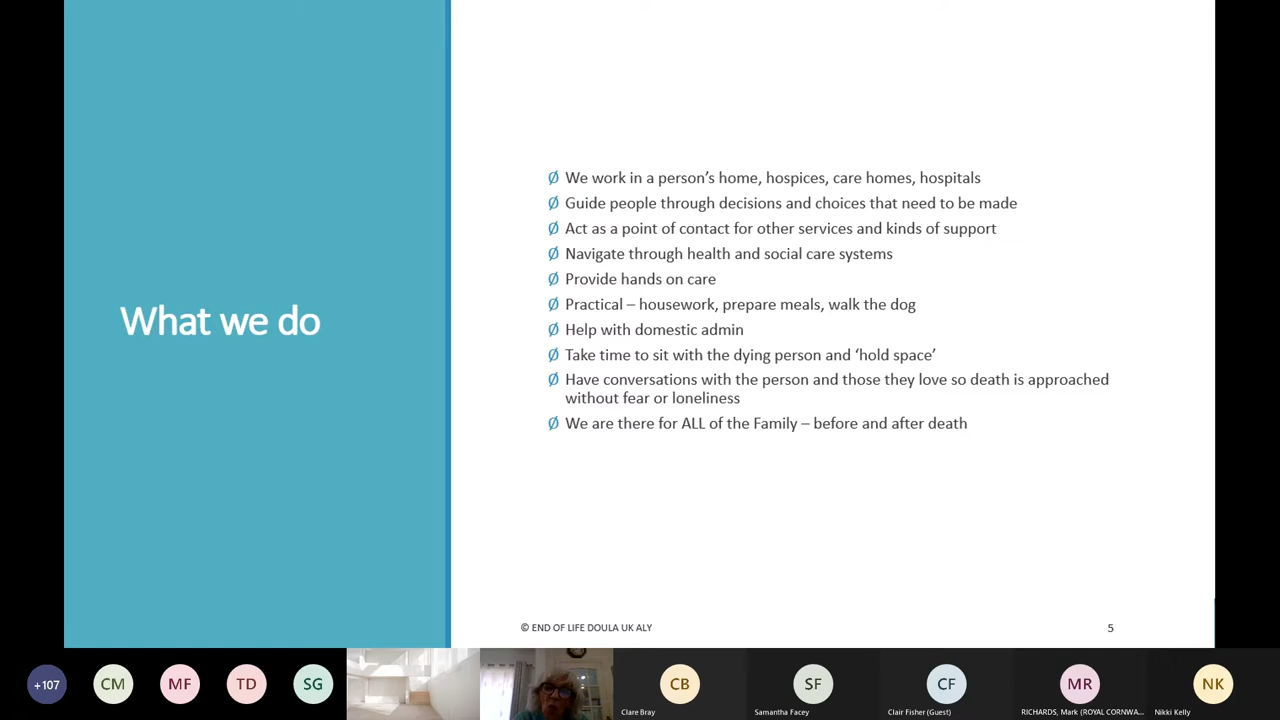 What we do
Ø We work in a person's home, hospices, care homes, hospitals
Ø Guide people through decisions and choices that need to be made
Ø Act as a point of contact for other services and kinds of support
Ø Navigate through health and social care systems
Ø Provide hands on care
Ø Practical – housework, prepare meals, walk the dog
Ø Help with domestic admin
Ø Take time to sit with the dying person and ‘hold space’
Ø Have conversations with the person and those they love so death is approached
without fear or loneliness
Ø We are there for ALL of the Family – before and after death
© END OF LIFE DOULA UK ALY
5
+107
CM
MF
TD
SG
CB
SF
CF
MR
NK
Clare Bray
Samantha Facey
Clair Fisher (Guest)
RICHARDS, Mark (ROYAL CORNWA...
Nikki Kelly